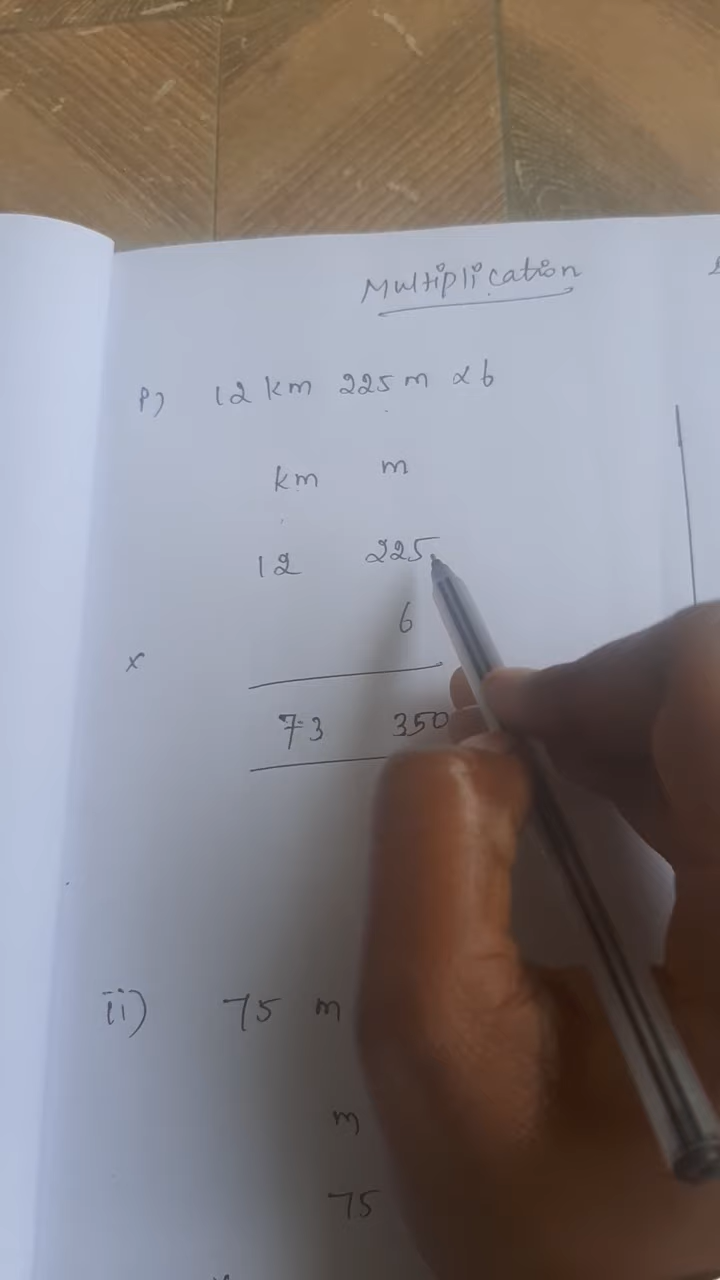 Multiplication
i) 12 km 225 m x 6
km m
12 225
6
x
73 350
ii) 75 m
m
75